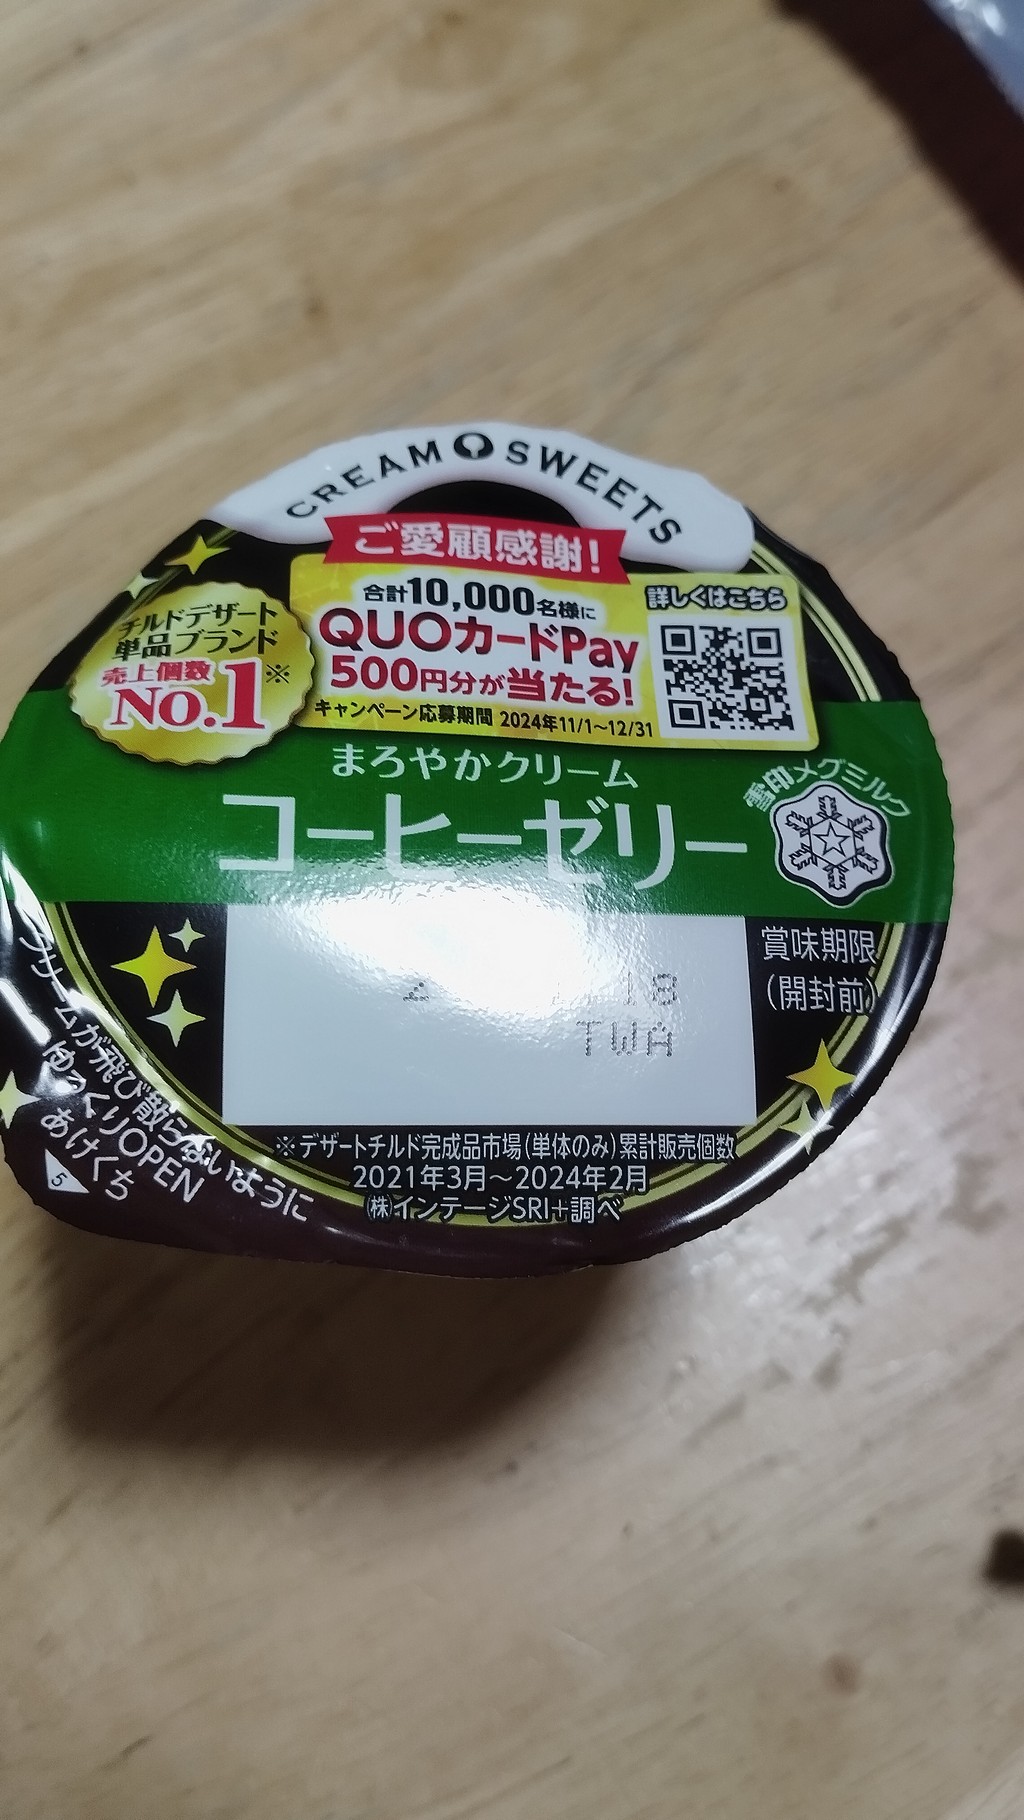 CREAM SWEETS
ご愛顧感謝!
合計10,000名様に
QUOカードPay
500円分が当たる!
キャンペーン応募期間 2024年11/1~12/31
詳しくはこちら
チルドデザート
単品ブランド
売上個数※
No.1
まろやかクリーム
コーヒーゼリー
雪印メグミルク
賞味期限
(開封前)
18
TWA
※デザートチルド完成品市場(単体のみ)累計販売個数
2021年3月~2024年2月
(株)インテージSRI+調べ
クリームが飛び散らないように
ゆっくりOPEN
あけくち
5